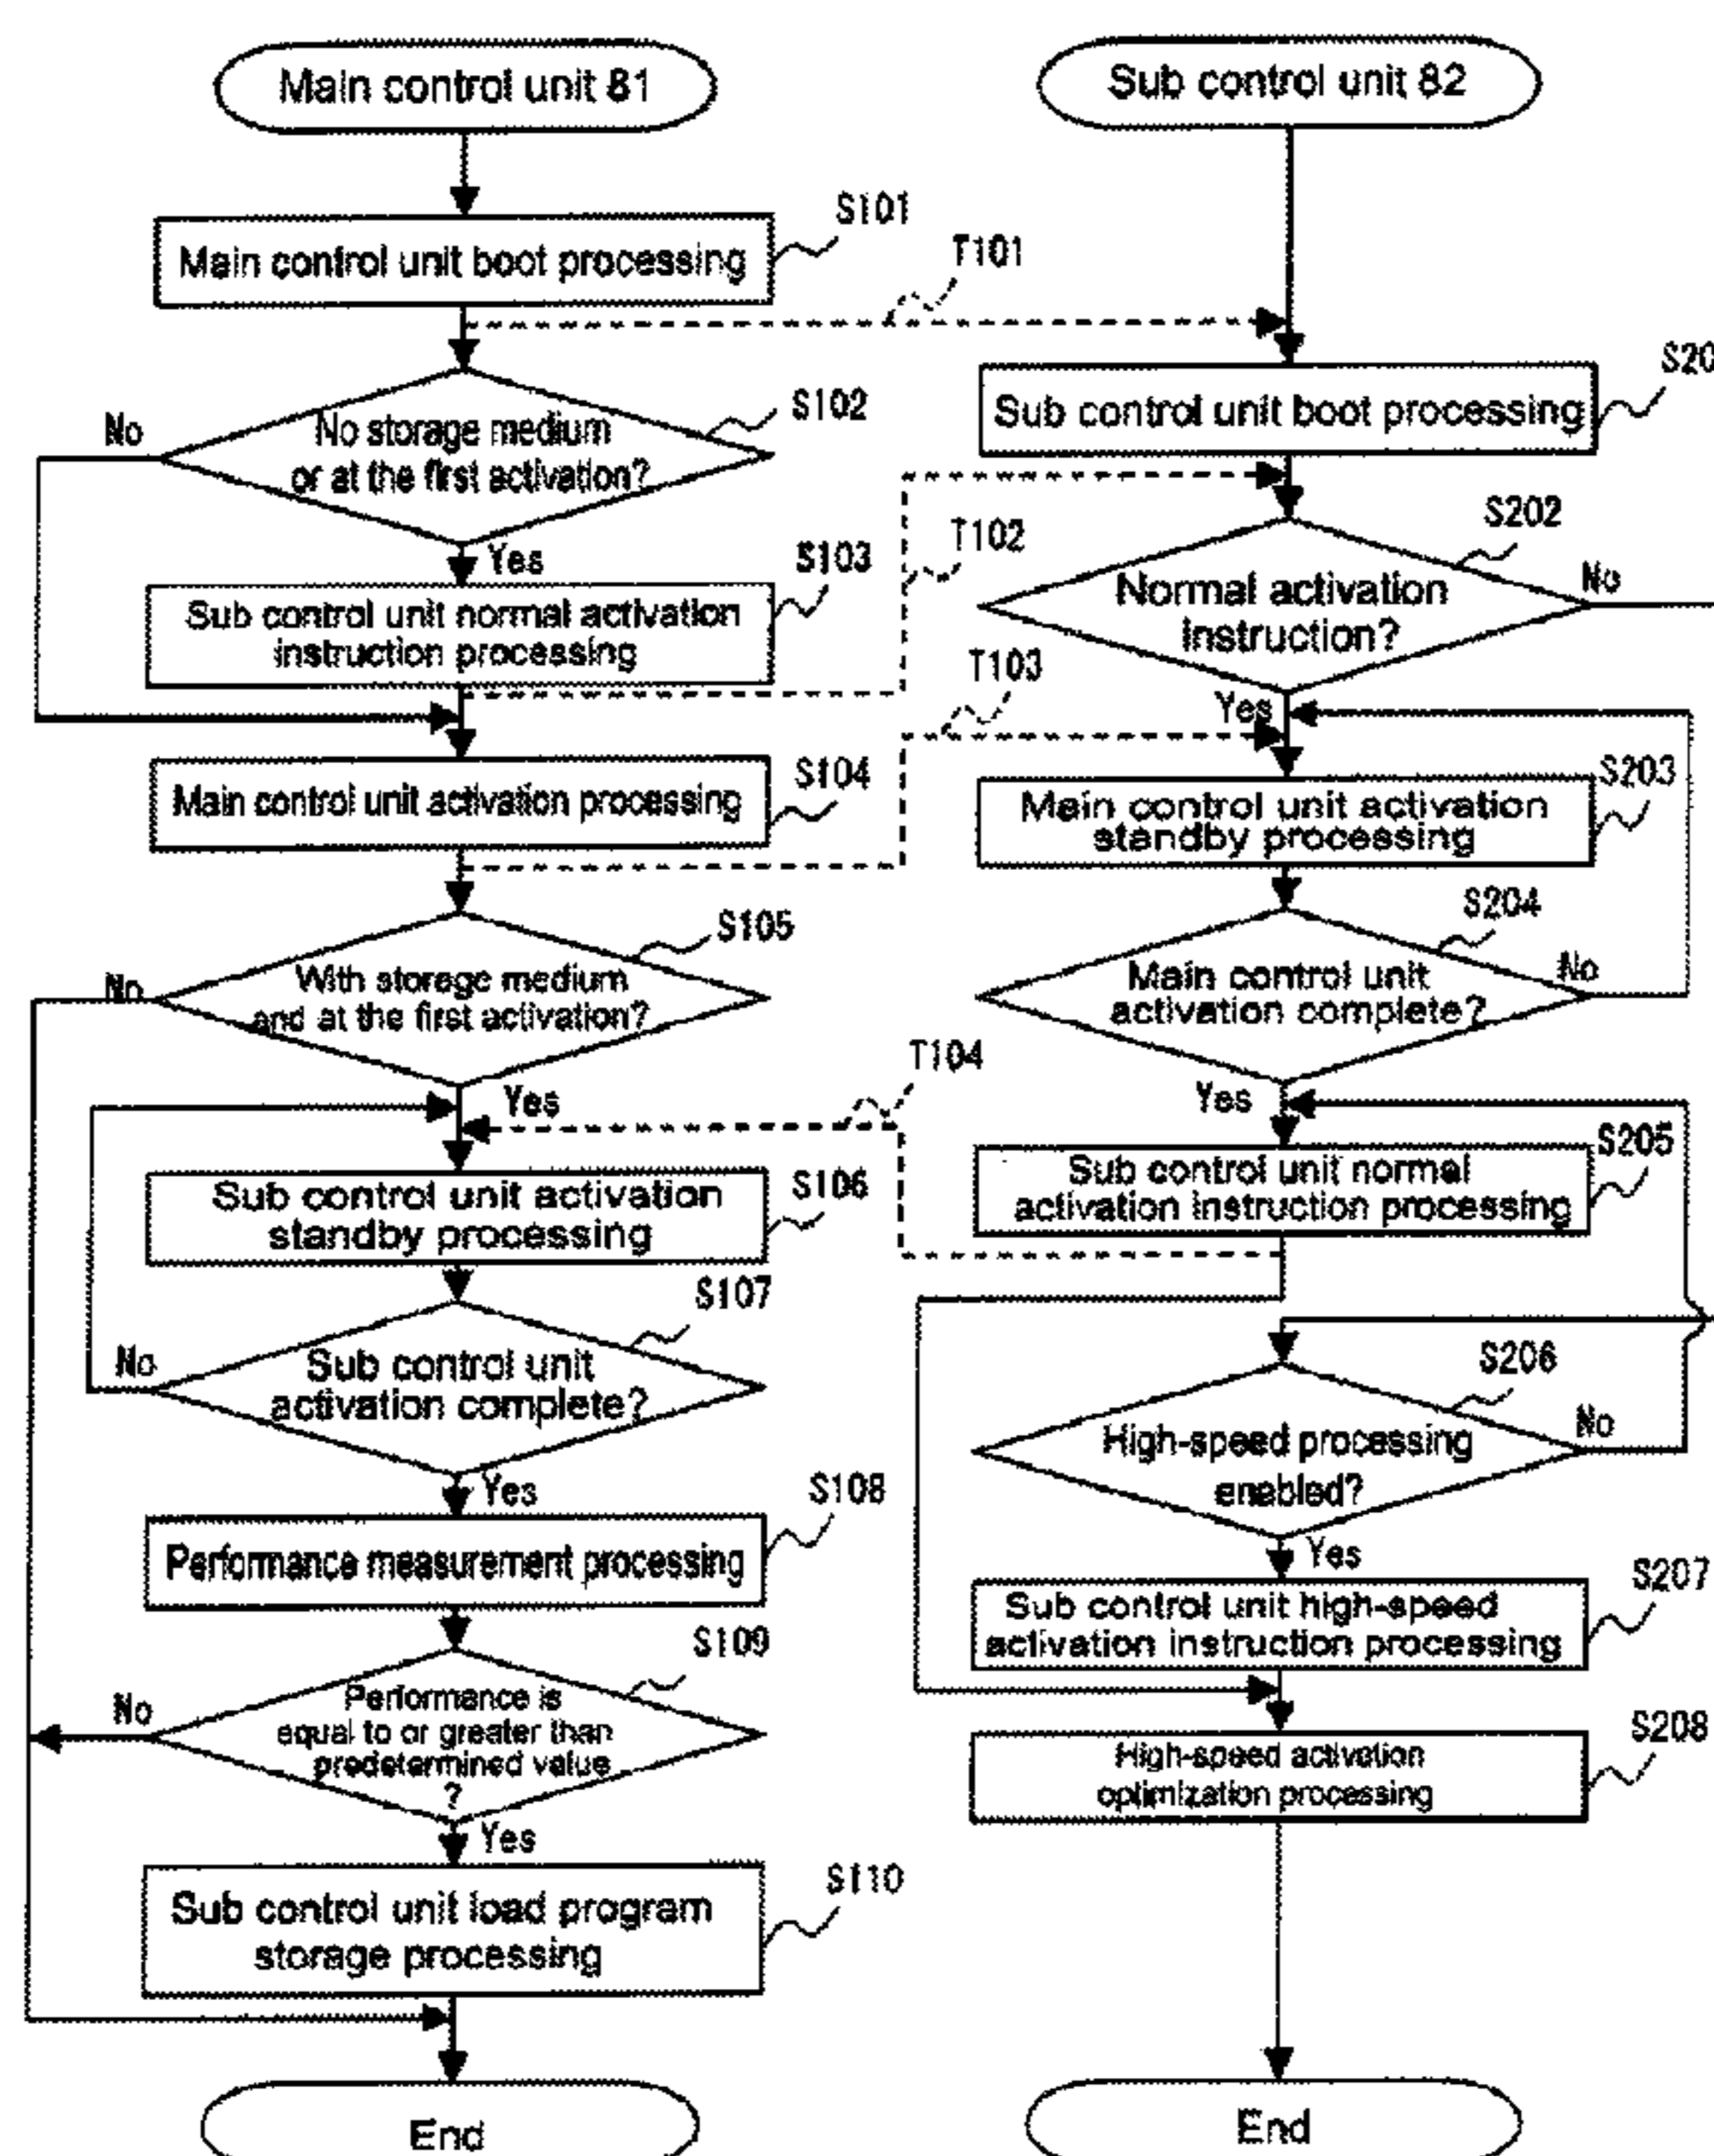 Main control unit 81
S101
Main control unit boot processing
T101
No
No storage medium
or at the first activation?
S102
Yes
S103
Sub control unit normal activation
instruction processing
T102
T103
S104
Main control unit activation processing
S105
No
With storage medium
and at the first activation?
Yes
T104
Sub control unit activation
standby processing
S106
S107
No
Sub control unit
activation complete?
Yes
S108
Performance measurement processing
S109
No
Performance is
equal to or greater than
predetermined value
?
Yes
S110
Sub control unit load program
storage processing
End
Sub control unit 82
S20
Sub control unit boot processing
S202
No
Normal activation
instruction?
Yes
S203
Main control unit activation
standby processing
S204
No
Main control unit
activation complete?
Yes
S205
Sub control unit normal
activation instruction processing
S206
No
High-speed processing
enabled?
Yes
S207
Sub control unit high-speed
activation instruction processing
S208
High-speed activation
optimization processing
End